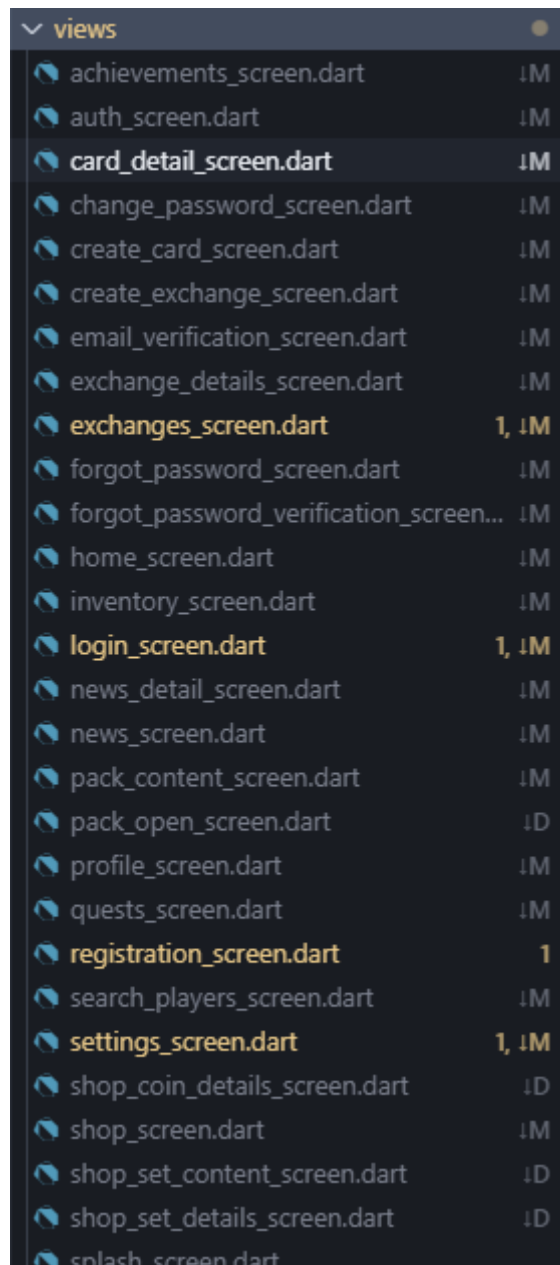 views
achievements_screen.dart ↓M
auth_screen.dart ↓M
card_detail_screen.dart ↓M
change_password_screen.dart ↓M
create_card_screen.dart ↓M
create_exchange_screen.dart ↓M
email_verification_screen.dart ↓M
exchange_details_screen.dart ↓M
exchanges_screen.dart 1, ↓M
forgot_password_screen.dart ↓M
forgot_password_verification_screen... ↓M
home_screen.dart ↓M
inventory_screen.dart ↓M
login_screen.dart 1, ↓M
news_detail_screen.dart ↓M
news_screen.dart ↓M
pack_content_screen.dart ↓M
pack_open_screen.dart ↓D
profile_screen.dart ↓M
quests_screen.dart ↓M
registration_screen.dart 1
search_players_screen.dart ↓M
settings_screen.dart 1, ↓M
shop_coin_details_screen.dart ↓D
shop_screen.dart ↓M
shop_set_content_screen.dart ↓D
shop_set_details_screen.dart ↓D
splash_screen.dart